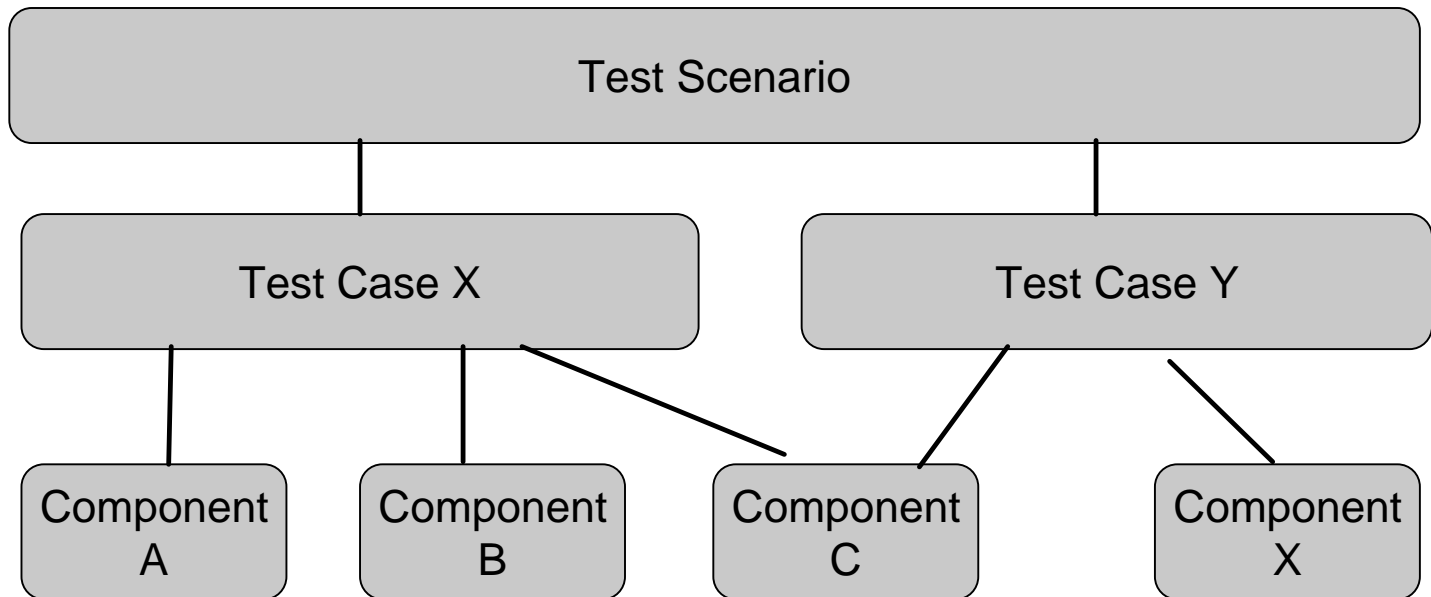 Test Scenario
Test Case X
Test Case Y
Component
A
Component
B
Component
C
Component
X